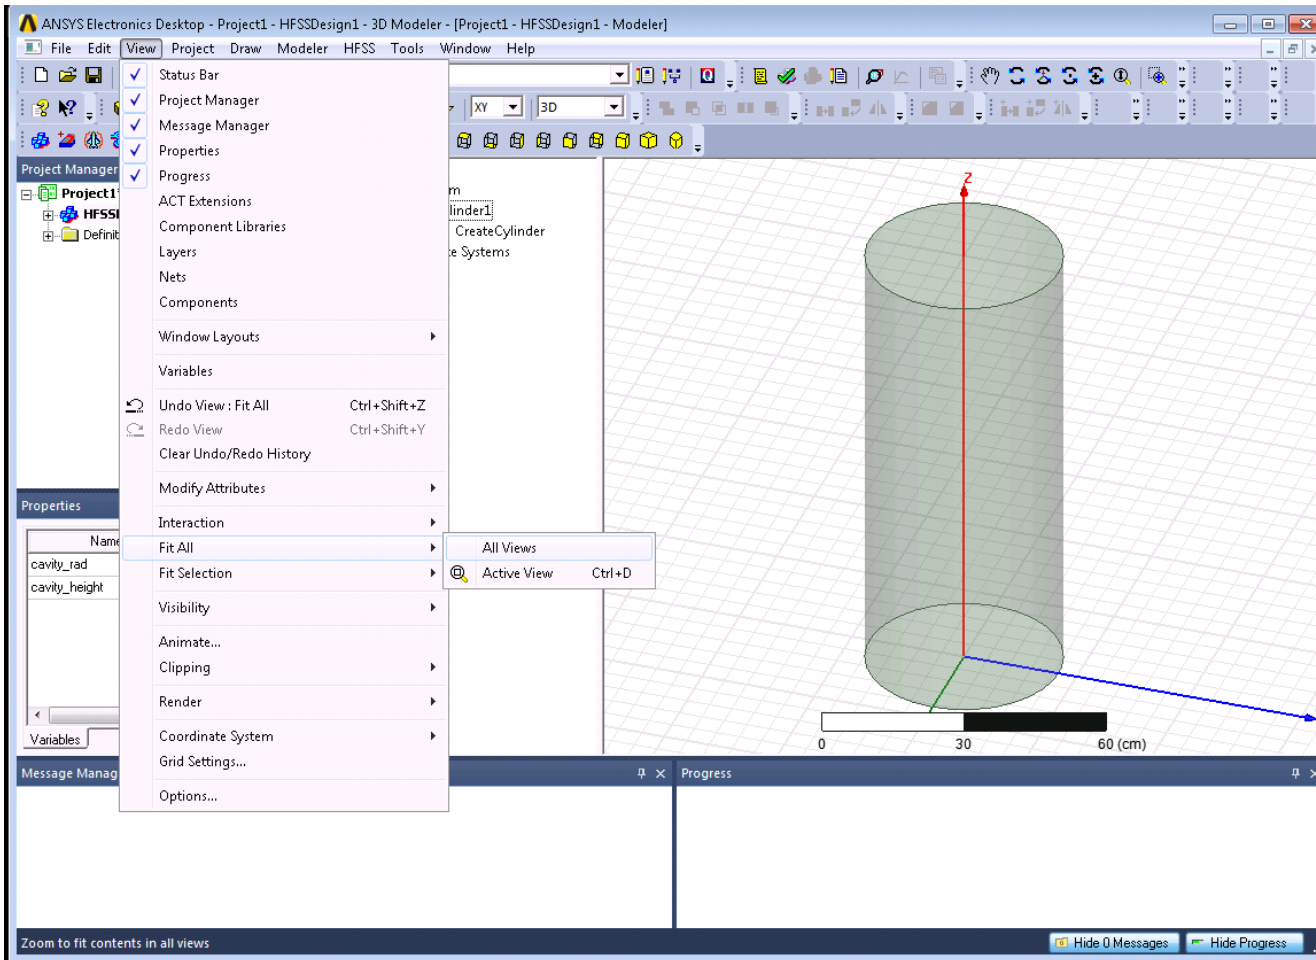 ANSYS Electronics Desktop - Project1 - HFSSDesign1 - 3D Modeler - [Project1 - HFSSDesign1 - Modeler]
File Edit View Project Draw Modeler HFSS Tools Window Help
XY 3D
Status Bar
Project Manager
Message Manager
Properties
Progress
ACT Extensions
Component Libraries
Layers
Nets
Components
Window Layouts
Variables
Undo View : Fit All Ctrl+Shift+Z
Redo View Ctrl+Shift+Y
Clear Undo/Redo History
Modify Attributes
Interaction
Fit All
Fit Selection
Visibility
Animate...
Clipping
Render
Coordinate System
Grid Settings...
Options...
All Views
Active View Ctrl+D
Project Manager
Project1*
HFSSI
Definit
m
linder1
CreateCylinder
te Systems
Properties
Name
cavity_rad
cavity_height
Variables
Z
0 30 60 (cm)
Message Manag
Progress
Zoom to fit contents in all views
Hide 0 Messages Hide Progress